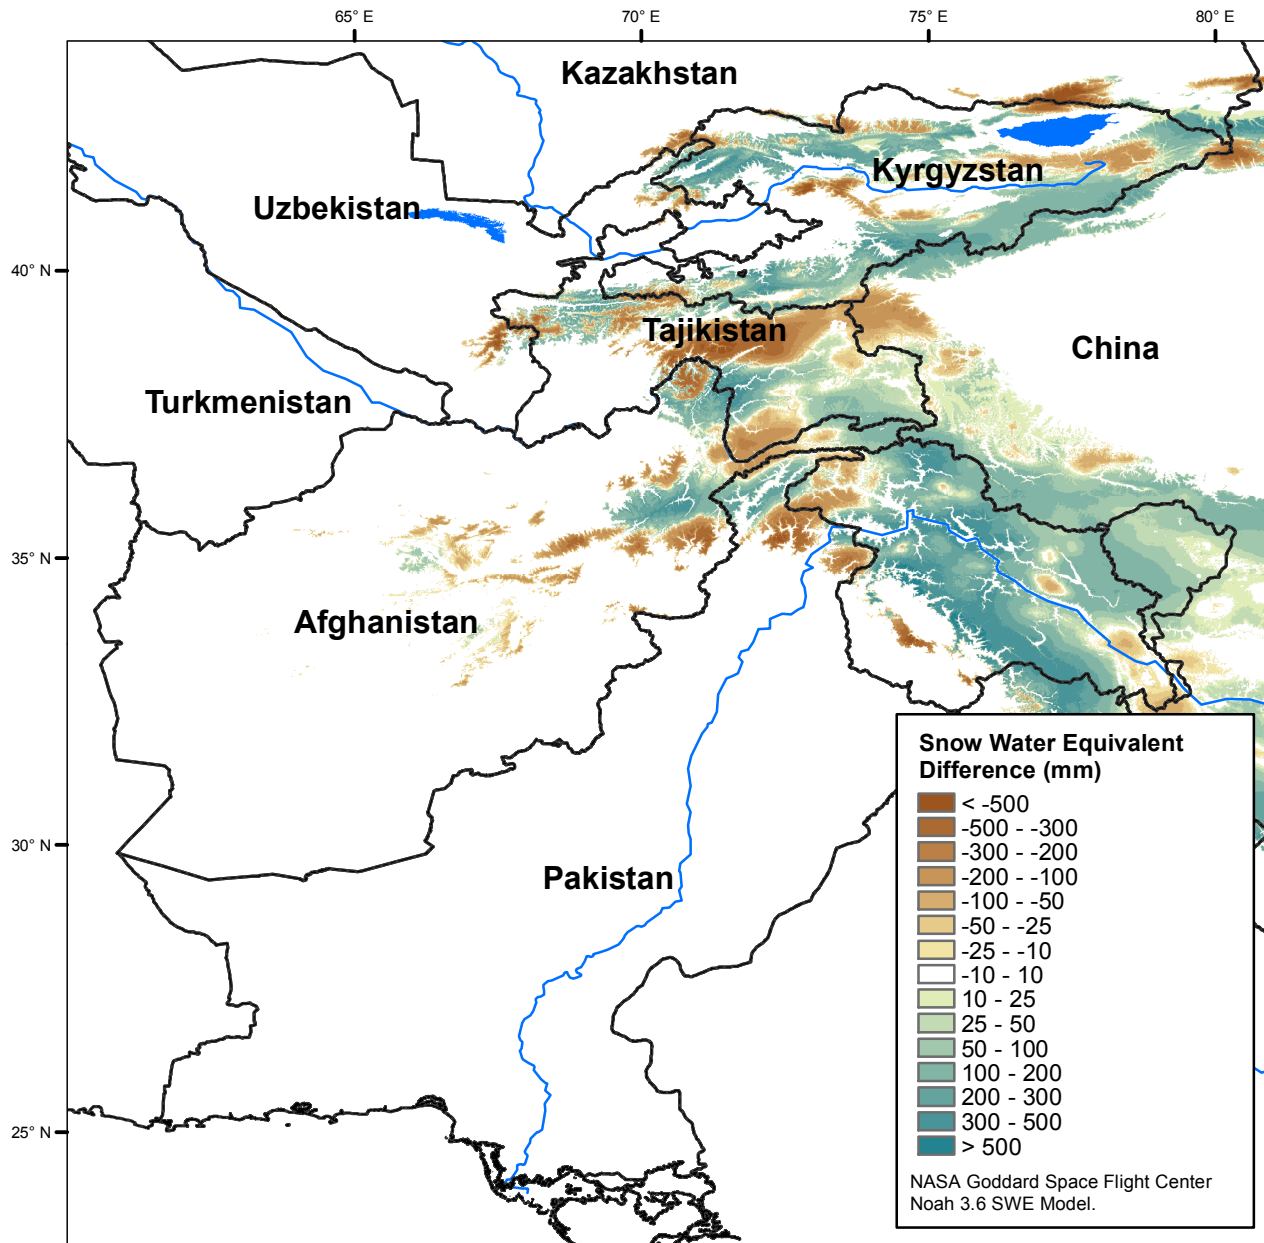 65° E
70° E
75° E
80° E
Kazakhstan
Kyrgyzstan
Uzbekistan
40° N
Tajikistan
China
Turkmenistan
35° N
Afghanistan
Snow Water Equivalent
Difference (mm)
< -500
-500 - -300
-300 - -200
-200 - -100
-100 - -50
-50 - -25
-25 - -10
-10 - 10
10 - 25
25 - 50
50 - 100
100 - 200
200 - 300
300 - 500
> 500
NASA Goddard Space Flight Center
Noah 3.6 SWE Model.
30° N
Pakistan
25° N